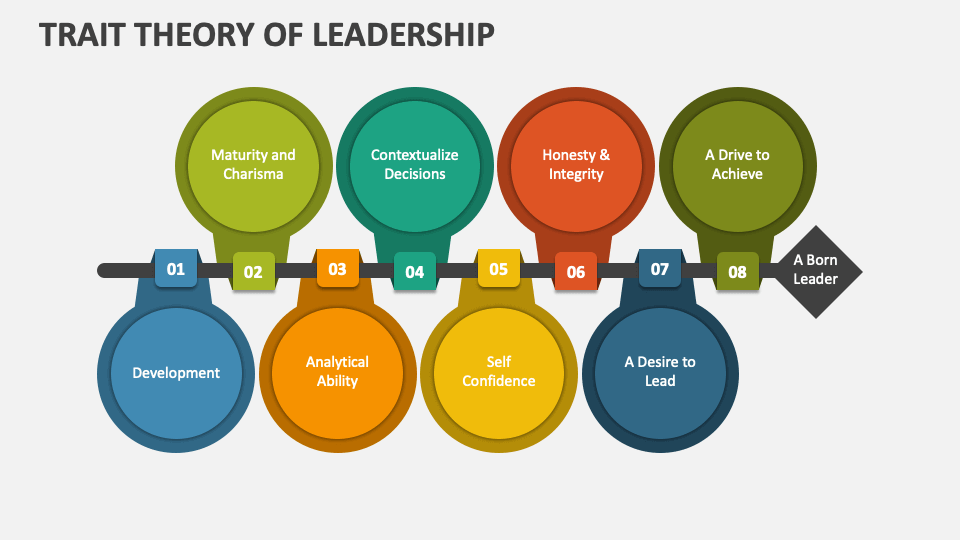 TRAIT THEORY OF LEADERSHIP
Maturity and
Charisma
Contextualize
Decisions
Honesty &
Integrity
A Drive to
Achieve
01
02
03
04
05
06
07
08
A Born
Leader
Development
Analytical
Ability
Self
Confidence
A Desire to
Lead